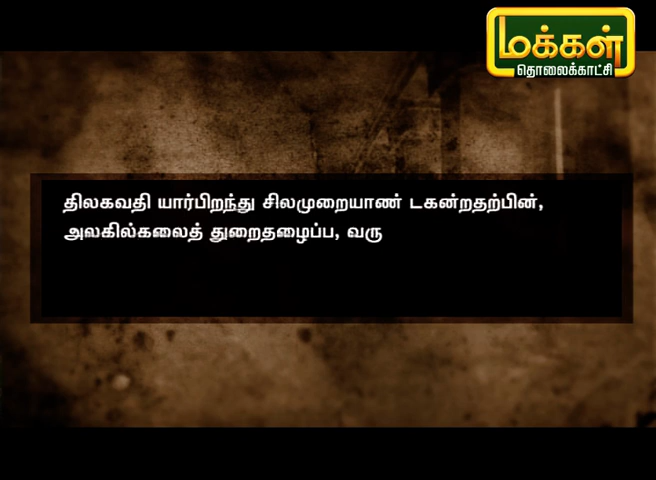 மக்கள்
தொலைக்காட்சி
திலகவதி யார்பிறந்து சிலமுறையாண் டகன்றதற்பின்,
அலகில்கலைத் துறைதழைப்ப, வரு